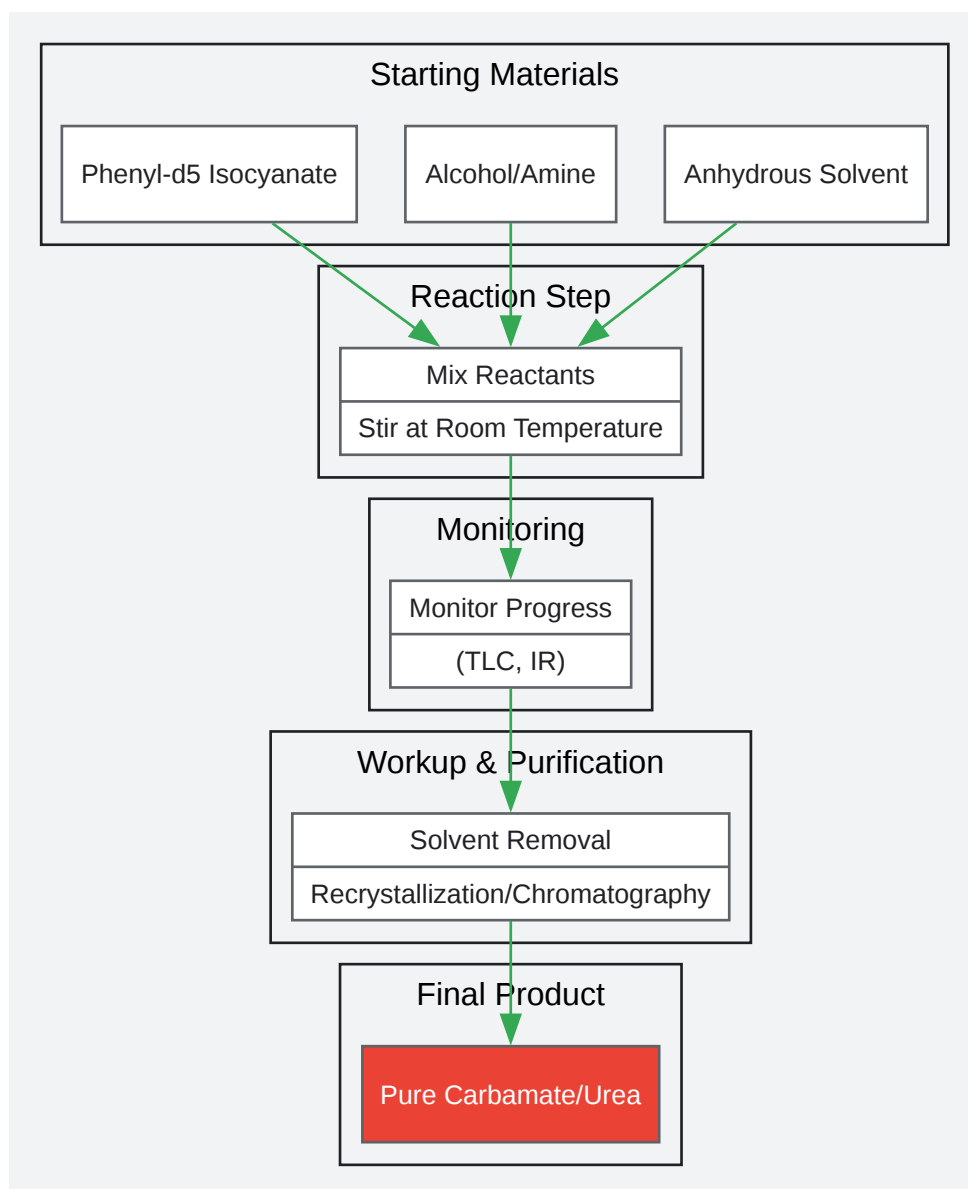 Starting Materials
Phenyl-d5 Isocyanate
Alcohol/Amine
Anhydrous Solvent
Reaction Step
Mix Reactants
Stir at Room Temperature
Monitoring
Monitor Progress
(TLC, IR)
Workup & Purification
Solvent Removal
Recrystallization/Chromatography
Final Product
Pure Carbamate/Urea